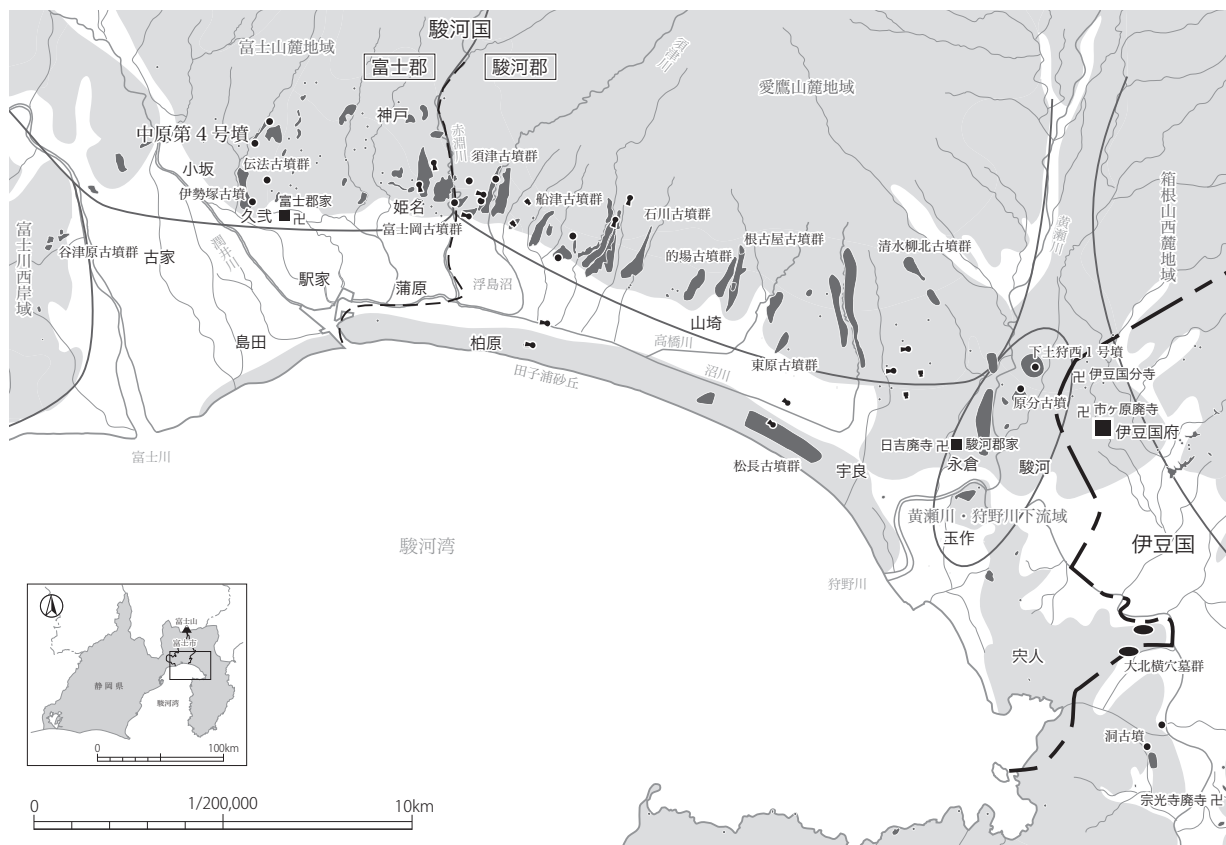 駿河国
富士山麓地域
富士郡
駿河郡
須津川
愛鷹山麓地域
神戸
中原第4号墳
赤淵川
小坂
伝法古墳群
須津古墳群
伊勢塚古墳
富士郡家
久弐
卍
姫名
船津古墳群
石川古墳群
箱根山西麓地域
富士川西岸域
谷津原古墳群
古家
潤井川
富士岡古墳群
的場古墳群
根古屋古墳群
清水柳北古墳群
黄瀬川
駅家
蒲原
浮島沼
島田
柏原
山埼
高橋川
沼川
東原古墳群
田子浦砂丘
下土狩西1号墳
卍 伊豆国分寺
原分古墳
市ヶ原廃寺
卍
伊豆国府
富士川
日吉廃寺 卍
駿河郡家
永倉
駿河
松長古墳群
宇良
黄瀬川・狩野川下流域
玉作
駿河湾
伊豆国
狩野川
富士山
富士市
静岡県
駿河湾
0
100km
宍人
大北横穴墓群
洞古墳
宗光寺廃寺 卍
0
1/200,000
10km